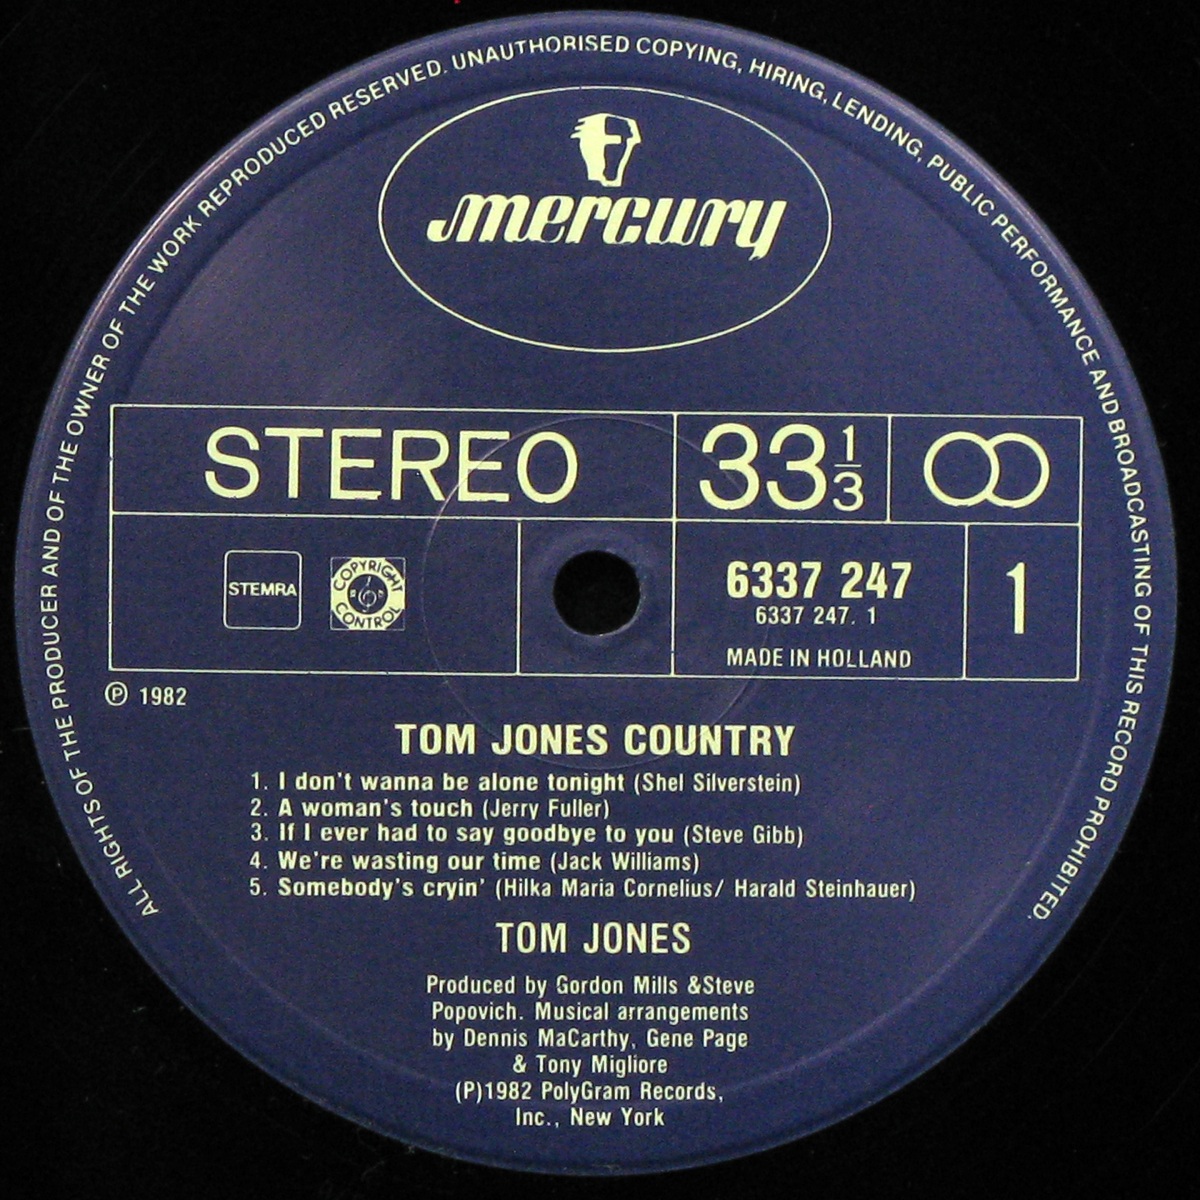 ALL RIGHTS OF THE PRODUCER AND OF THE OWNER OF THE WORK REPRODUCED RESERVED. UNAUTHORISED COPYING, HIRING, LENDING, PUBLIC PERFORMANCE AND BROADCASTING OF THIS RECORD PROHIBITED.
mercury
STEREO
33 1/3
STEMRA
COPYRIGHT CONTROL
6337 247
6337 247. 1
MADE IN HOLLAND
1
Ⓟ 1982
TOM JONES COUNTRY
1. I don't wanna be alone tonight (Shel Silverstein)
2. A woman's touch (Jerry Fuller)
3. If I ever had to say goodbye to you (Steve Gibb)
4. We're wasting our time (Jack Williams)
5. Somebody's cryin' (Hilka Maria Cornelius/ Harald Steinhauer)
TOM JONES
Produced by Gordon Mills &Steve
Popovich. Musical arrangements
by Dennis MaCarthy, Gene Page
& Tony Migliore
(P)1982 PolyGram Records,
Inc., New York